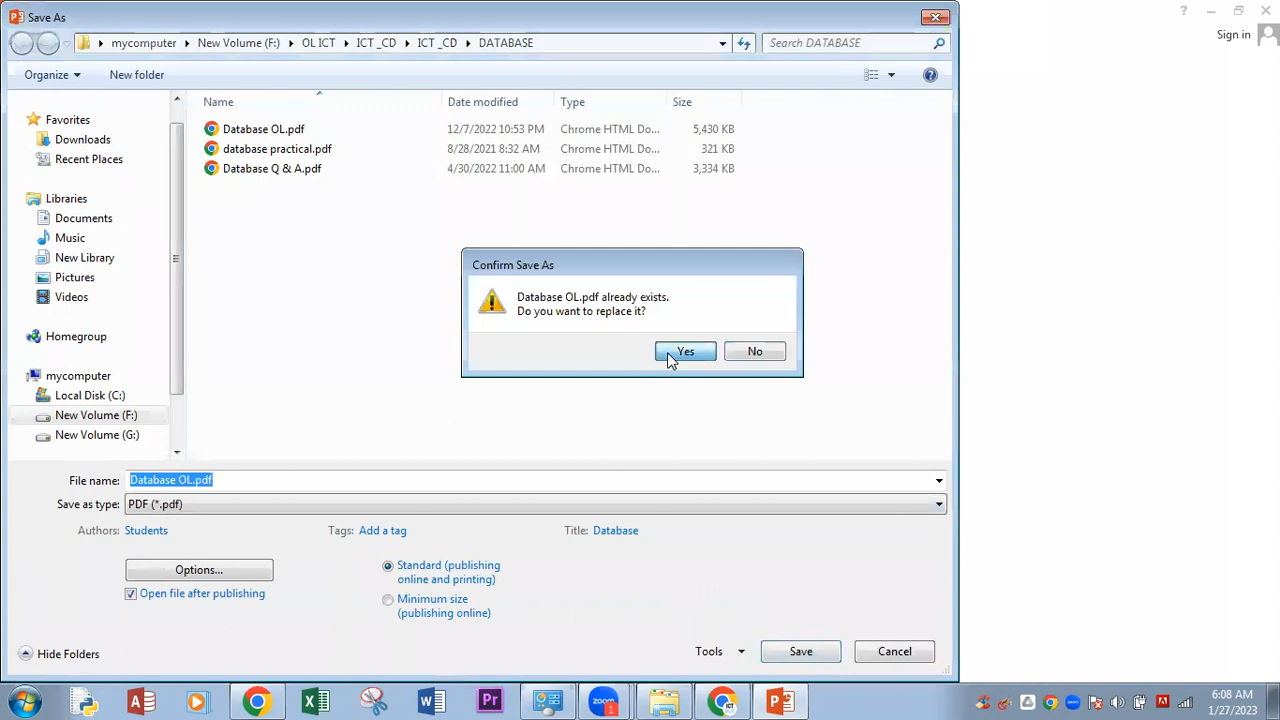 Save As
?
Sign in
mycomputer New Volume (F:) OL ICT ICT _CD ICT _CD DATABASE
Search DATABASE
Organize New folder
Name Date modified Type Size
Favorites
Downloads
Recent Places
Libraries
Documents
Music
New Library
Pictures
Videos
Homegroup
mycomputer
Local Disk (C:)
New Volume (F:)
New Volume (G:)
Database OL.pdf 12/7/2022 10:53 PM Chrome HTML Do... 5,430 KB
database practical.pdf 8/28/2021 8:32 AM Chrome HTML Do... 321 KB
Database Q & A.pdf 4/30/2022 11:00 AM Chrome HTML Do... 3,334 KB
Confirm Save As
Database OL.pdf already exists.
Do you want to replace it?
Yes No
File name: Database OL.pdf
Save as type: PDF (*.pdf)
Authors: Students Tags: Add a tag Title: Database
Options...
Open file after publishing
Standard (publishing
online and printing)
Minimum size
(publishing online)
Hide Folders
Tools Save Cancel
6:08 AM
1/27/2023